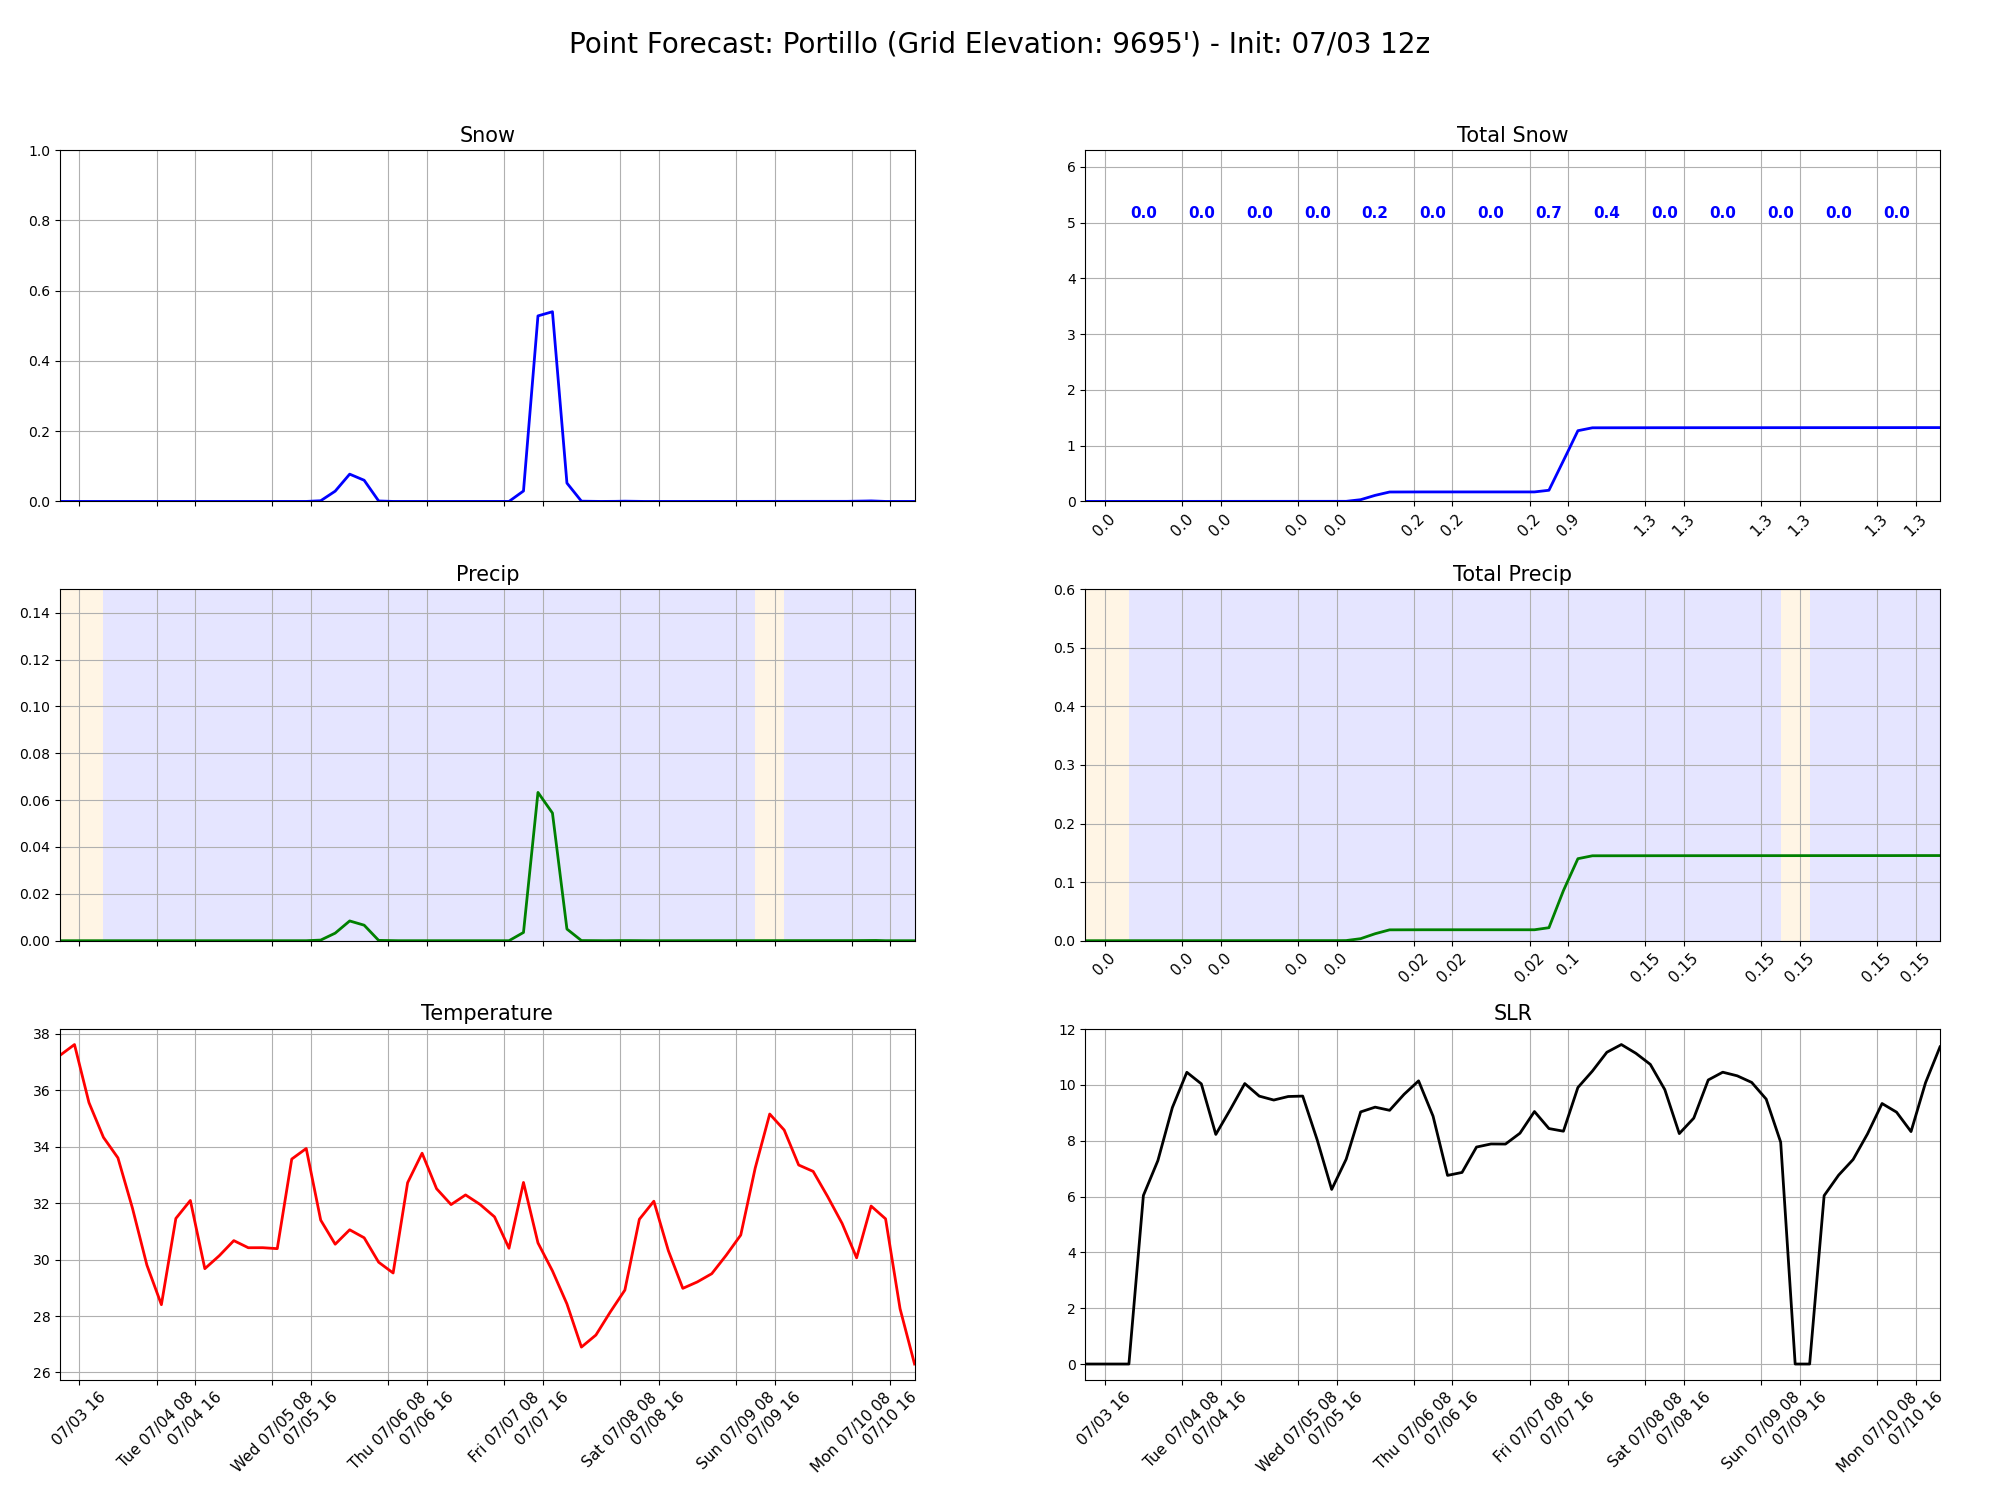 Point Forecast: Portillo (Grid Elevation: 9695') - Init: 07/03 12z
Snow
1.0
0.8
0.6
0.4
0.2
0.0
Total Snow
6
5
4
3
2
1
0
0.0 0.0 0.0 0.0 0.2 0.0 0.0 0.7 0.4 0.0 0.0 0.0 0.0 0.0
0.0 0.0 0.0 0.0 0.0 0.2 0.2 0.2 0.9 1.3 1.3 1.3 1.3 1.3 1.3
Precip
0.14
0.12
0.10
0.08
0.06
0.04
0.02
0.00
Total Precip
0.6
0.5
0.4
0.3
0.2
0.1
0.0
0.0 0.0 0.0 0.0 0.0 0.02 0.02 0.02 0.1 0.15 0.15 0.15 0.15 0.15 0.15
Temperature
38
36
34
32
30
28
26
07/03 16
Tue 07/04 08
07/04 16
Wed 07/05 08
07/05 16
Thu 07/06 08
07/06 16
Fri 07/07 08
07/07 16
Sat 07/08 08
07/08 16
Sun 07/09 08
07/09 16
Mon 07/10 08
07/10 16
SLR
12
10
8
6
4
2
0
07/03 16
Tue 07/04 08
07/04 16
Wed 07/05 08
07/05 16
Thu 07/06 08
07/06 16
Fri 07/07 08
07/07 16
Sat 07/08 08
07/08 16
Sun 07/09 08
07/09 16
Mon 07/10 08
07/10 16